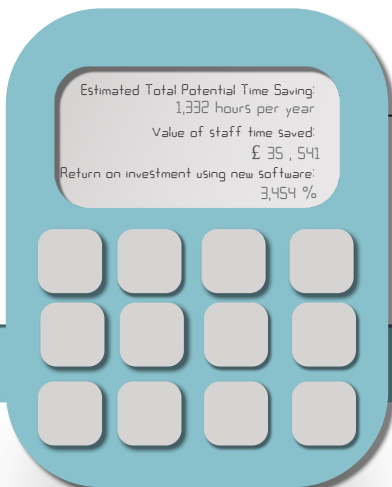 Estimated Total Potential Time Saving:
1,332 hours per year
Value of staff time saved:
£ 35 , 541
Return on investment using new software:
3,454 %